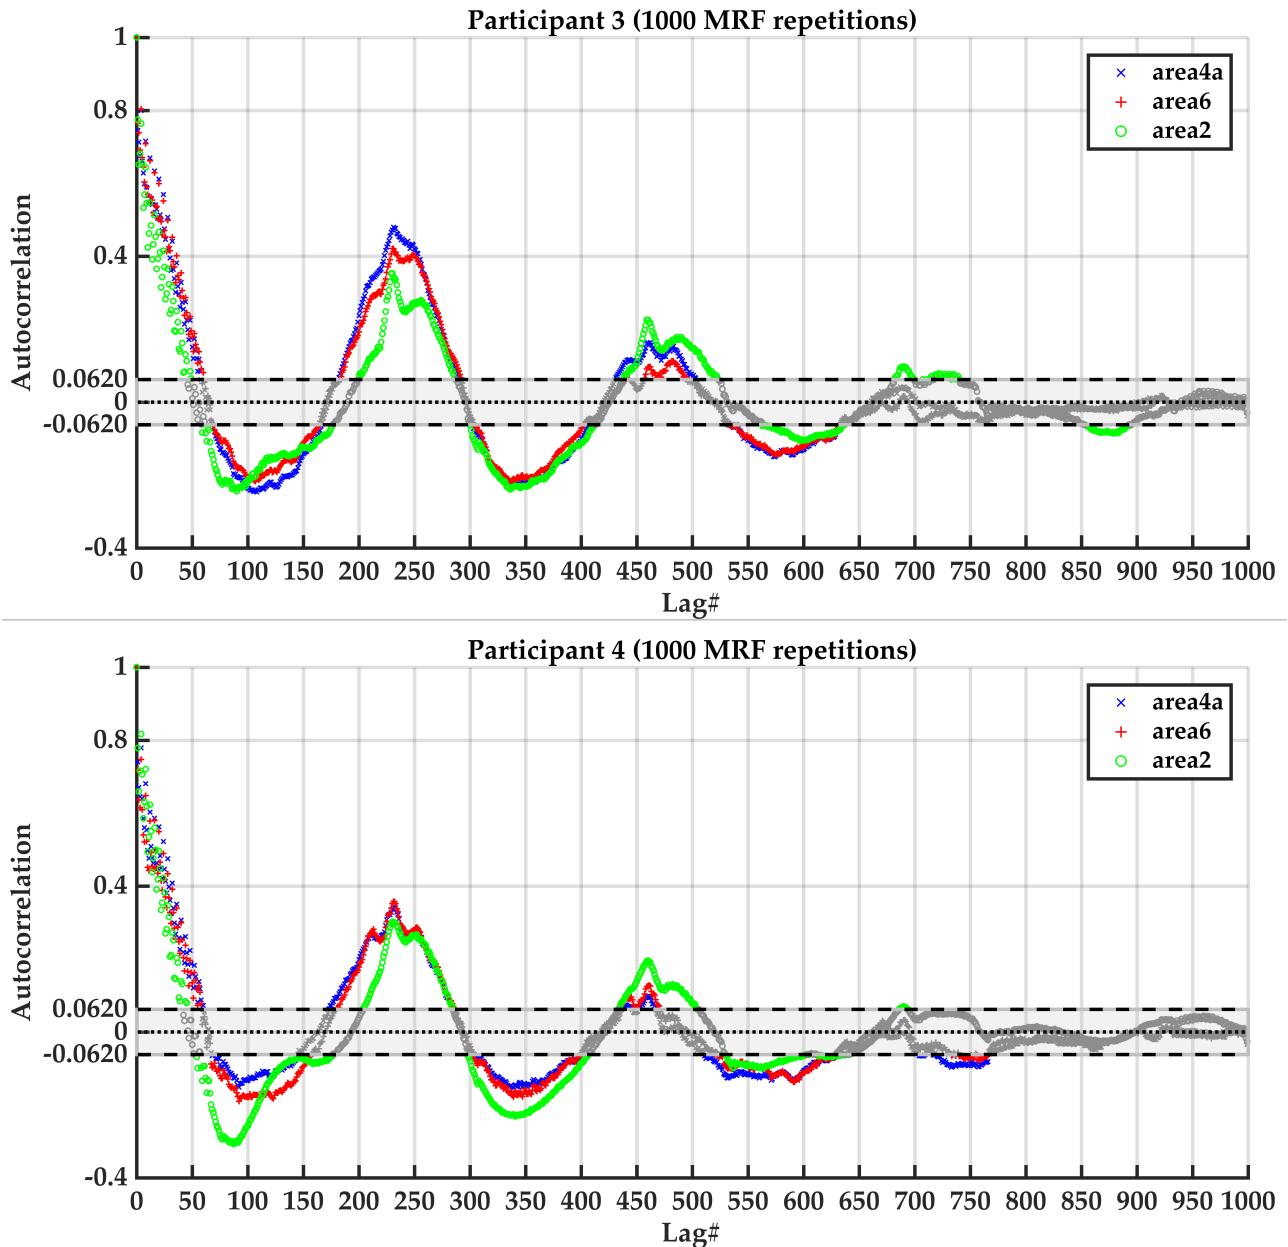 Participant 3 (1000 MRF repetitions)
1
0.8
0.4
0.0620
0
-0.0620
-0.4
Autocorrelation
area4a
area6
area2
0 50 100 150 200 250 300 350 400 450 500 550 600 650 700 750 800 850 900 950 1000
Lag#
Participant 4 (1000 MRF repetitions)
1
0.8
0.4
0.0620
0
-0.0620
-0.4
Autocorrelation
area4a
area6
area2
0 50 100 150 200 250 300 350 400 450 500 550 600 650 700 750 800 850 900 950 1000
Lag#